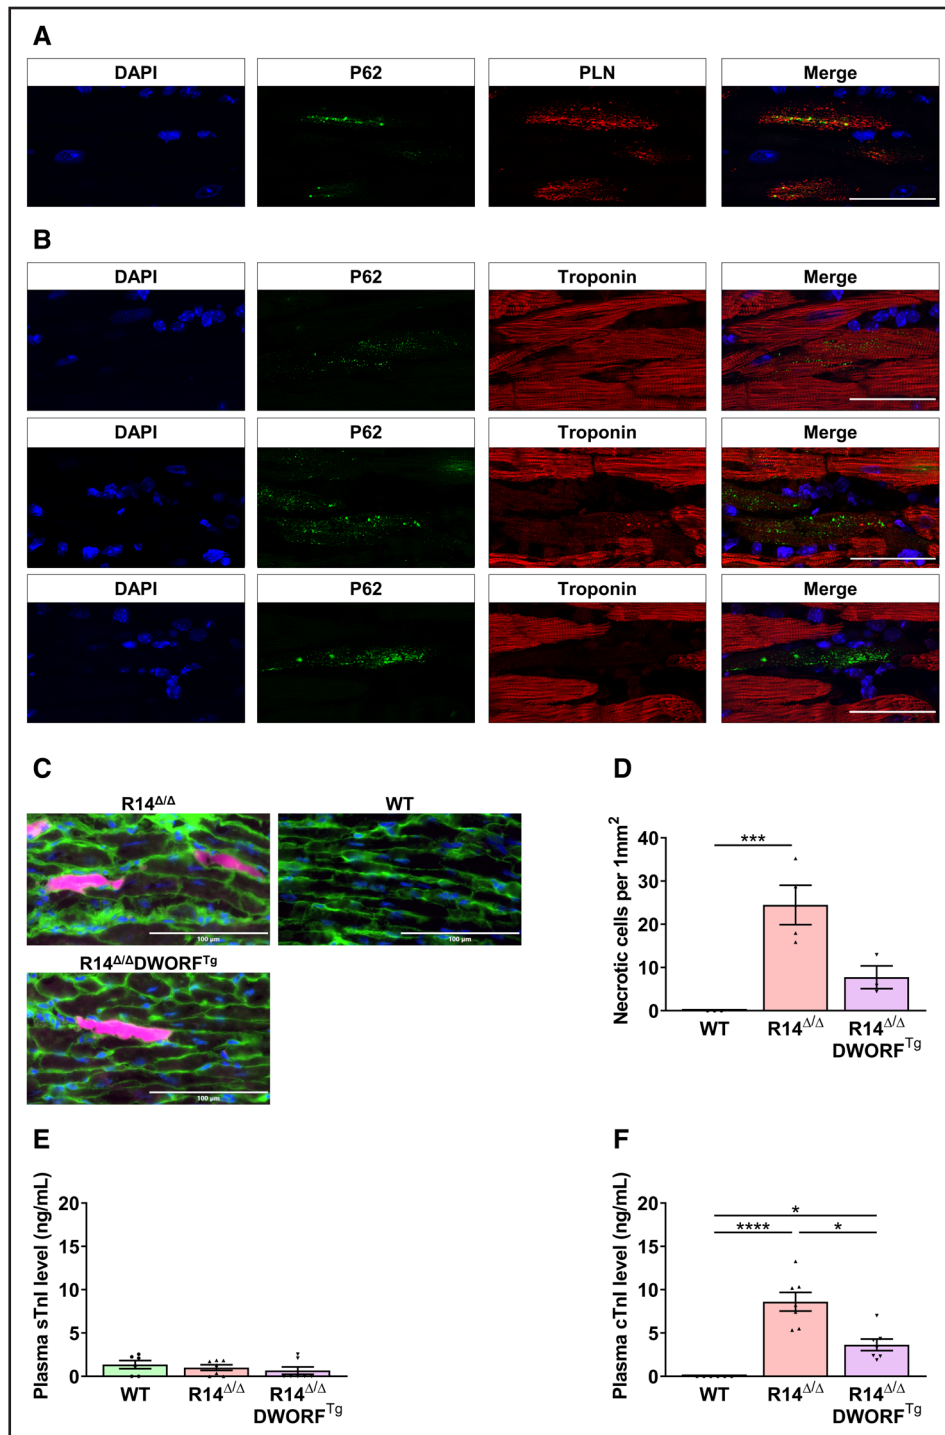 A
DAPI P62 PLN Merge
B
DAPI P62 Troponin Merge
DAPI P62 Troponin Merge
DAPI P62 Troponin Merge
C
R14Δ/Δ WT
100 µm 100 µm
R14Δ/ΔDWORFTg
100 µm
D
Necrotic cells per 1mm2
40
30
20
10
0
***
WT R14Δ/Δ R14Δ/Δ
DWORFTg
E
Plasma sTnI level (ng/mL)
20
15
10
5
0
WT R14Δ/Δ R14Δ/Δ
DWORFTg
F
Plasma cTnI level (ng/mL)
20
15
10
5
0
*
**** *
WT R14Δ/Δ R14Δ/Δ
DWORFTg